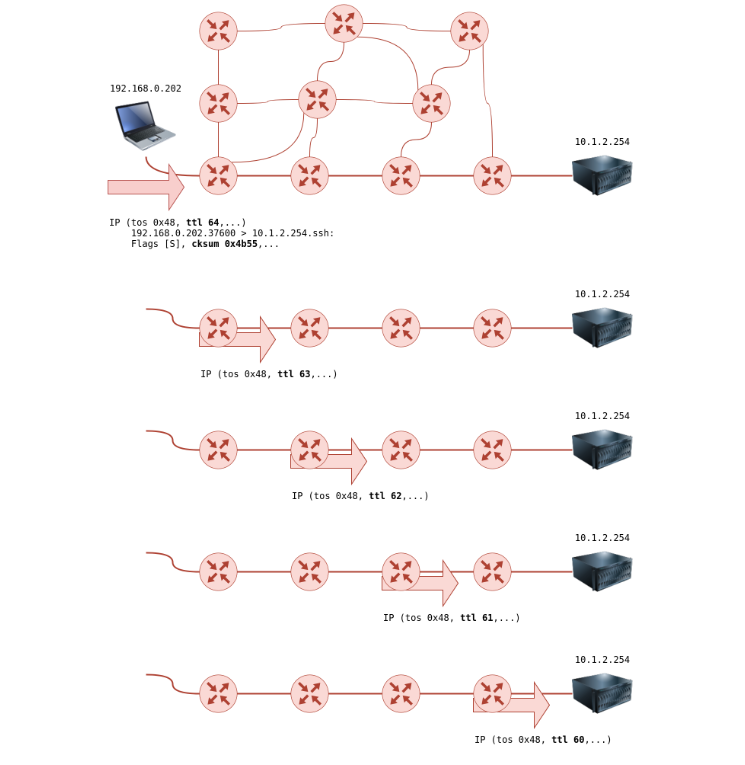 192.168.0.202
10.1.2.254
IP (tos 0x48, ttl 64,...)
192.168.0.202.37600 > 10.1.2.254.ssh:
Flags [S], cksum 0x4b55,...
10.1.2.254
IP (tos 0x48, ttl 63,...)
10.1.2.254
IP (tos 0x48, ttl 62,...)
10.1.2.254
IP (tos 0x48, ttl 61,...)
10.1.2.254
IP (tos 0x48, ttl 60,...)